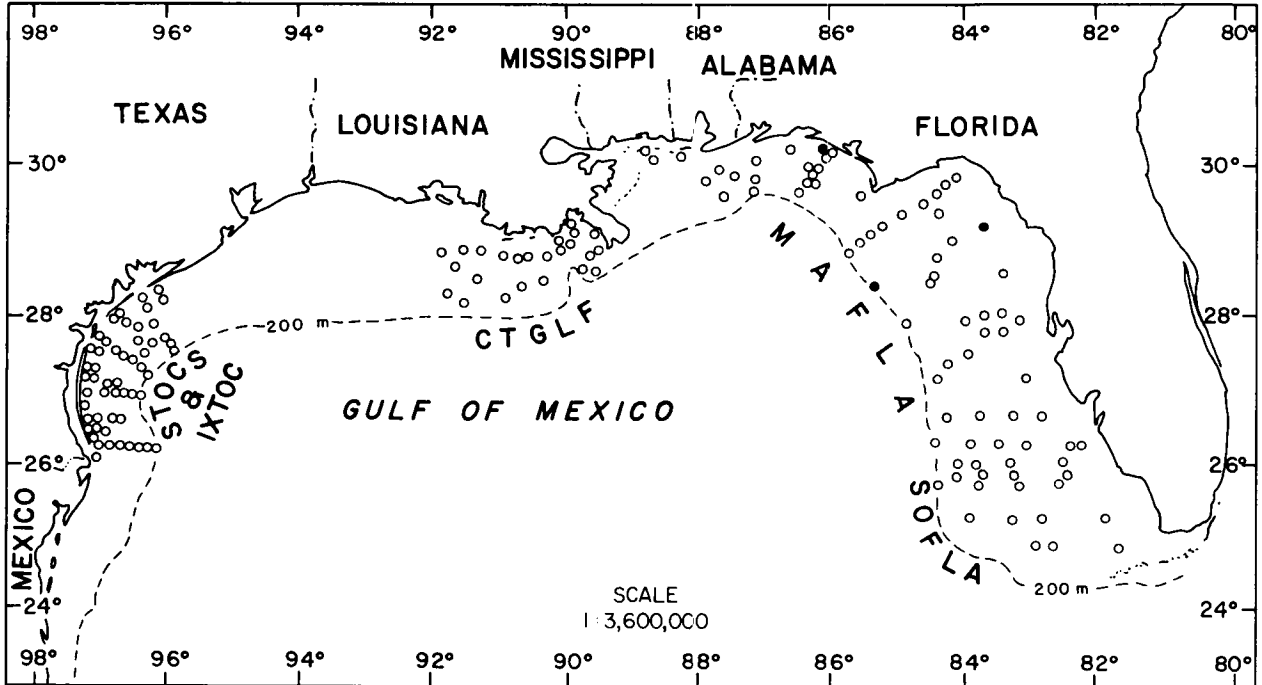 98° 96° 94° 92° 90° 88° 86° 84° 82° 80°
MISSISSIPPI
ALABAMA
TEXAS
LOUISIANA
FLORIDA
30° 30°
28° 28°
200 m
CTGLF
MAFLA
STOCS
&
IXTOC
GULF OF MEXICO
26° 26°
SOFLA
MEXICO
200 m
SCALE
1:3,600,000
24° 24°
98° 96° 94° 92° 90° 88° 86° 84° 82° 80°